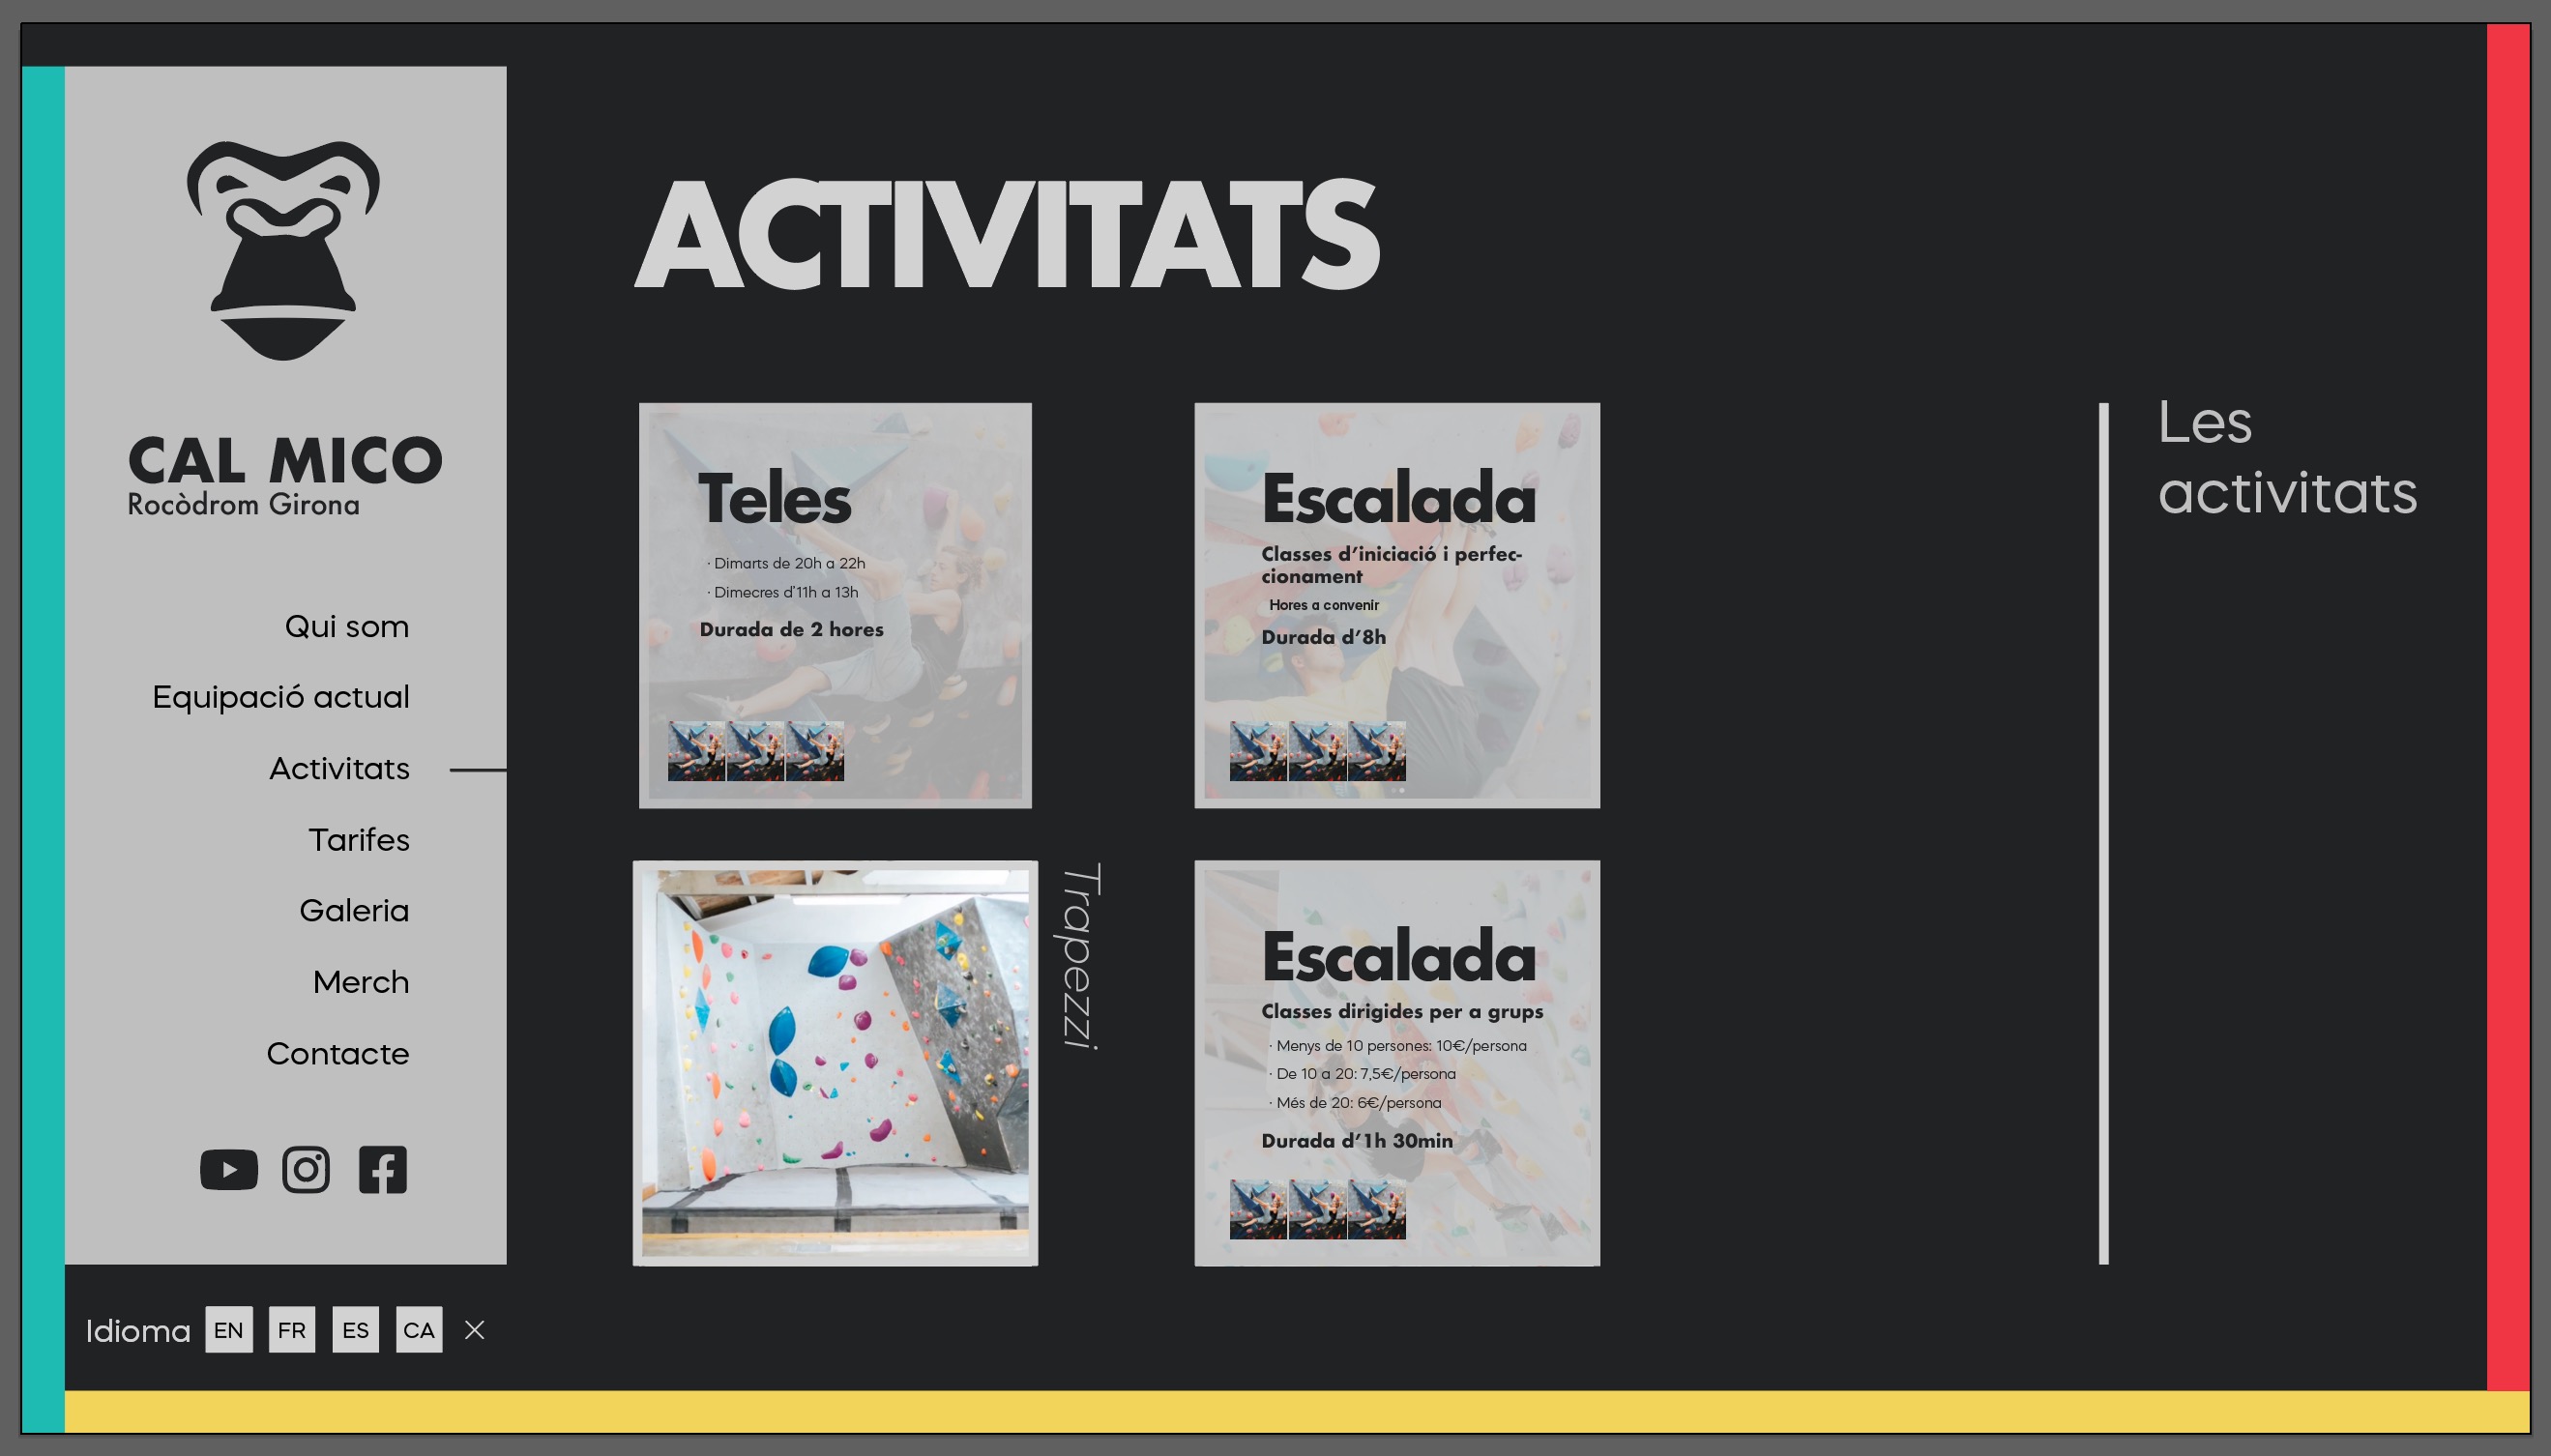 CAL MICO
Rocòdrom Girona
Qui som
Equipació actual
Activitats
Tarifes
Galeria
Merch
Contacte
Idioma EN FR ES CA
ACTIVITATS
Teles
· Dimarts de 20h a 22h
· Dimecres d'11h a 13h
Durada de 2 hores
Escalada
Classes d’iniciació i perfec-
cionament
Hores a convenir
Durada d’8h
Trapezzi
Escalada
Classes dirigides per a grups
· Menys de 10 persones: 10€/persona
· De 10 a 20: 7,5€/persona
· Més de 20: 6€/persona
Durada d’1h 30min
Les
activitats